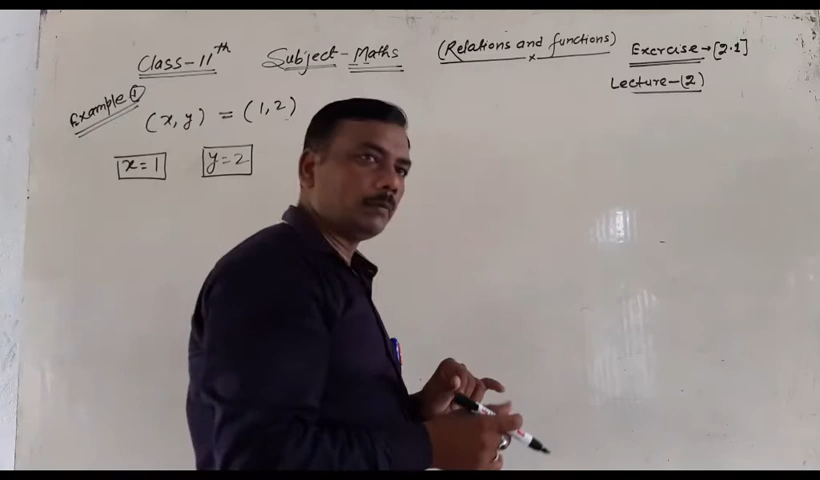 Class-11th Subject-Maths (Relations and functions) Exercise→[2.1]
Lecture-(2)
Example ①
(x, y) = (1, 2)
x=1 y=2